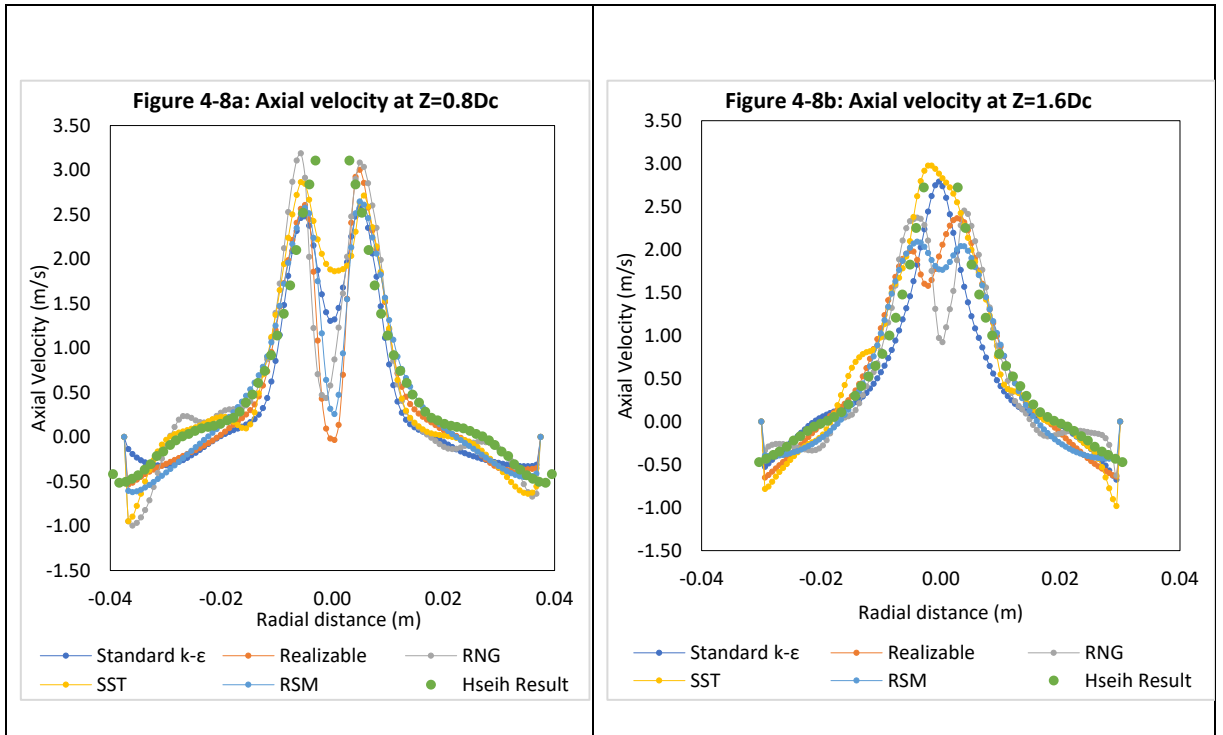 Figure 4-8a: Axial velocity at Z=0.8Dc
3.50
3.00
2.50
2.00
1.50
1.00
0.50
0.00
-0.50
-1.00
-1.50
Axial Velocity (m/s)
-0.04 -0.02 0.00 0.02 0.04
Radial distance (m)
Standard k-ε Realizable RNG
SST RSM Hseih Result
Figure 4-8b: Axial velocity at Z=1.6Dc
3.50
3.00
2.50
2.00
1.50
1.00
0.50
0.00
-0.50
-1.00
-1.50
Axial Velocity (m/s)
-0.04 -0.02 0.00 0.02 0.04
Radial distance (m)
Standard k-ε Realizable RNG
SST RSM Hseih Result